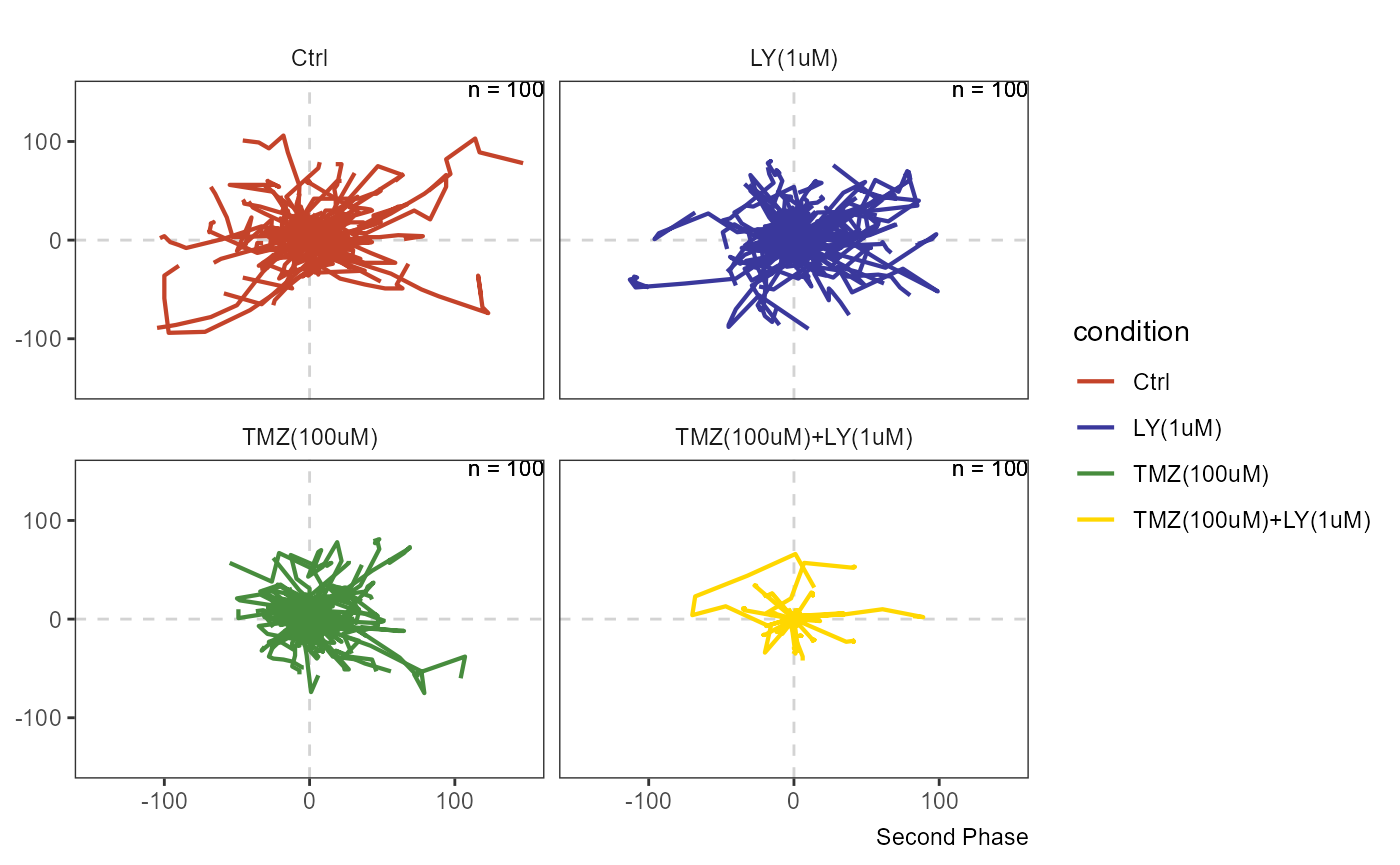 Ctrl
LY(1uM)
n = 100
n = 100
100
0
-100
TMZ(100uM)
TMZ(100uM)+LY(1uM)
n = 100
n = 100
100
0
-100
-100
0
100
-100
0
100
Second Phase
condition
Ctrl
LY(1uM)
TMZ(100uM)
TMZ(100uM)+LY(1uM)